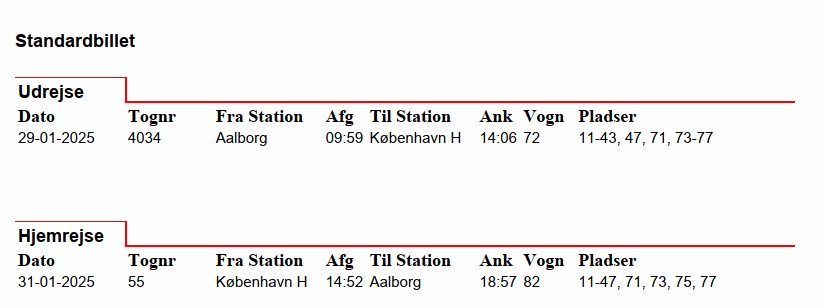 Standardbillet
Udrejse
Dato Tognr Fra Station Afg Til Station Ank Vogn Pladser
29-01-2025 4034 Aalborg 09:59 København H 14:06 72 11-43, 47, 71, 73-77
Hjemrejse
Dato Tognr Fra Station Afg Til Station Ank Vogn Pladser
31-01-2025 55 København H 14:52 Aalborg 18:57 82 11-47, 71, 73, 75, 77